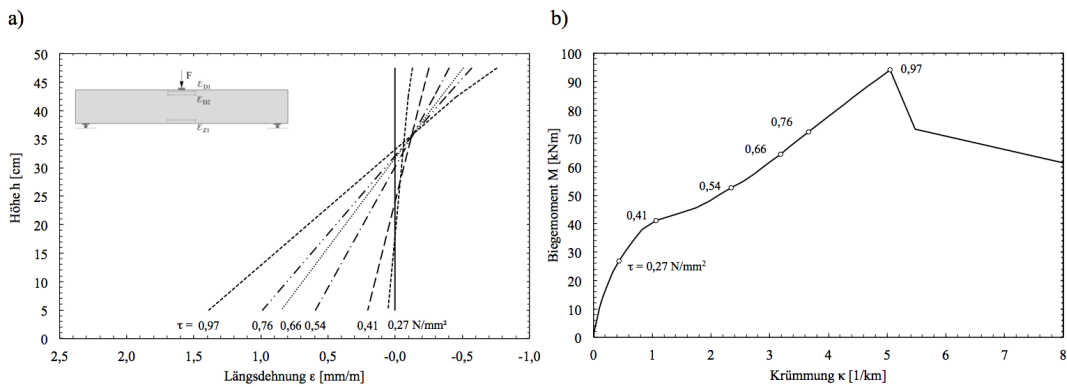 a)
50
45
40
35
30
25
20
15
10
5
0
Höhe h [cm]
F
εD1
εD2
εZ1
τ = 0,97 0,76 0,66 0,54 0,41 0,27 N/mm²
2,5 2,0 1,5 1,0 0,5 -0,0 -0,5 -1,0
Längsdehnung ε [mm/m]
b)
100
90
80
70
60
50
40
30
20
10
0
Biegemoment M [kNm]
0,97
0,76
0,66
0,54
0,41
τ = 0,27 N/mm²
0 1 2 3 4 5 6 7 8
Krümmung κ [1/km]